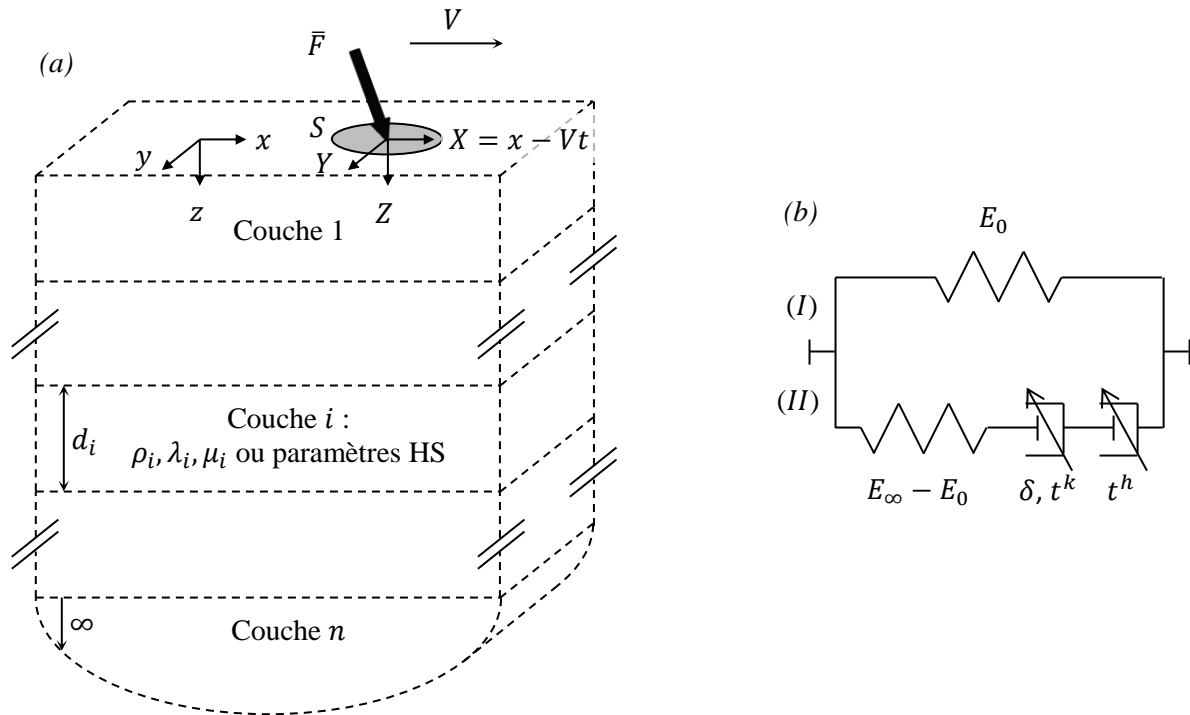 (a)
F̄
V
S
X = x − Vt
x
y
z
Y
Z
Couche 1
d_i
Couche i :
ρ_i, λ_i, μ_i ou paramètres HS
∞
Couche n
(b)
E_0
(I)
(II)
E_∞ − E_0
δ, t^k
t^h